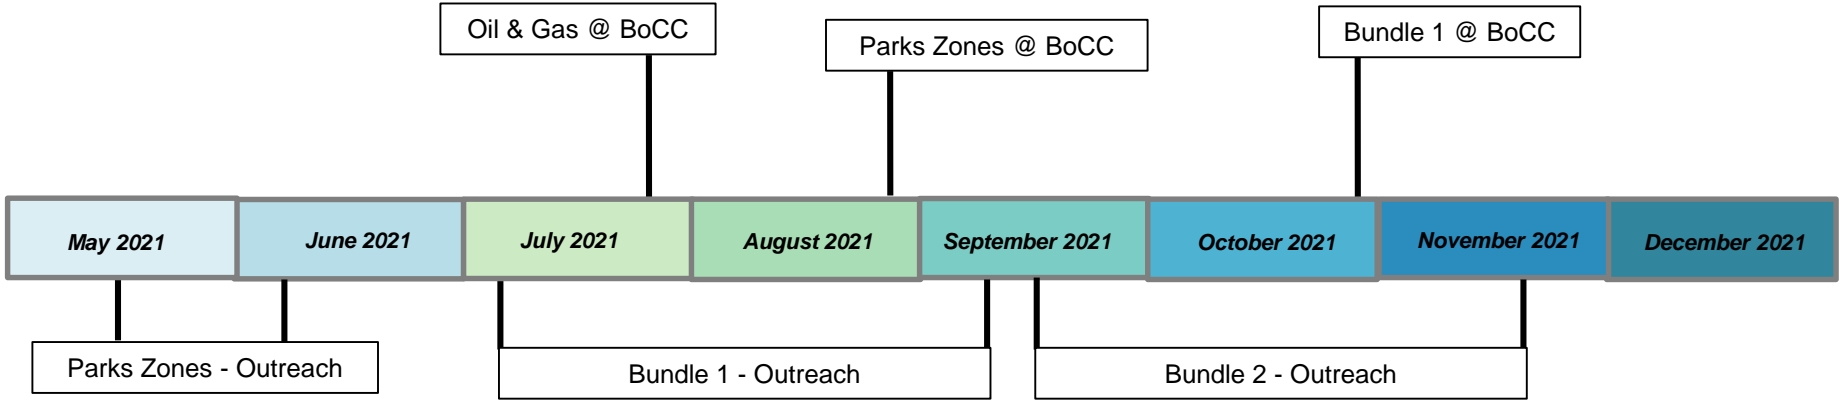 Oil & Gas @ BoCC
Parks Zones @ BoCC
Bundle 1 @ BoCC
May 2021
June 2021
July 2021
August 2021
September 2021
October 2021
November 2021
December 2021
Parks Zones - Outreach
Bundle 1 - Outreach
Bundle 2 - Outreach